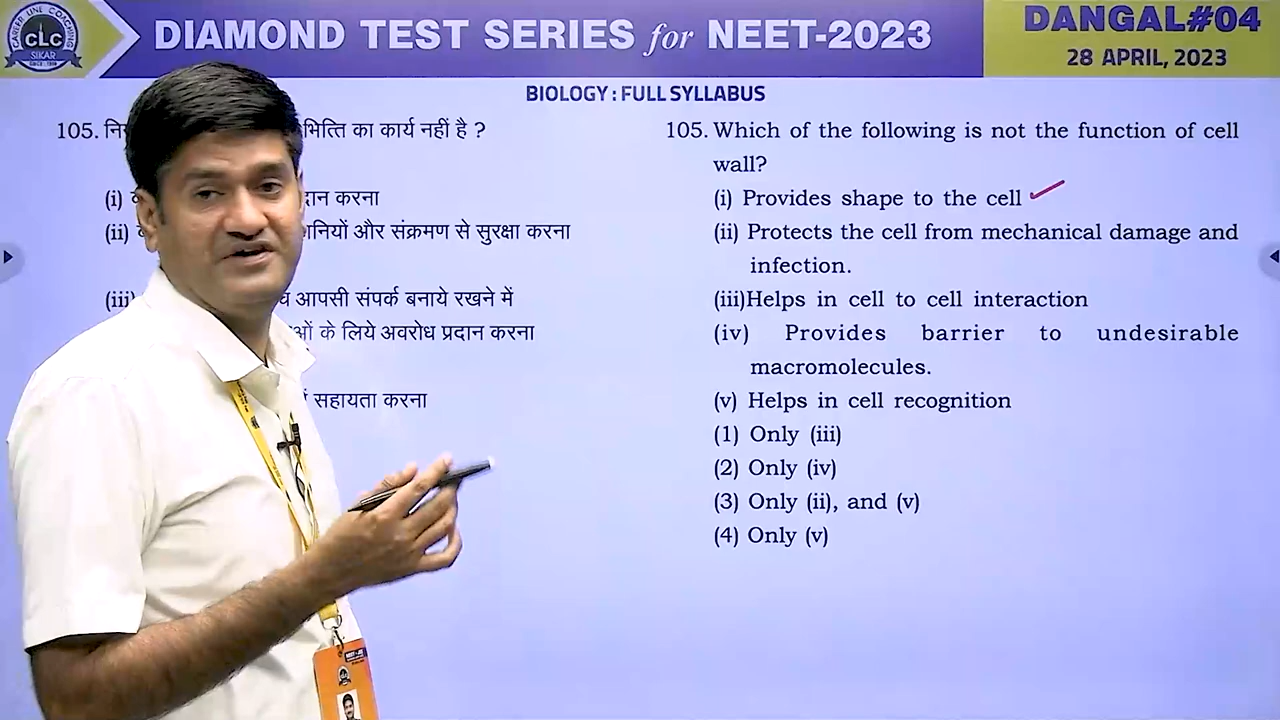 CAREER LINE COACHING
CLC
SIKAR
SINCE : 1996
DIAMOND TEST SERIES for NEET-2023
DANGAL#04
28 APRIL, 2023
BIOLOGY : FULL SYLLABUS
105. भित्ति का कार्य नहीं है ?
(i) करना
(ii) और संक्रमण से सुरक्षा करना
(iii) आपसी संपर्क बनाये रखने में
के लिये अवरोध प्रदान करना
सहायता करना
105. Which of the following is not the function of cell
wall?
(i) Provides shape to the cell
(ii) Protects the cell from mechanical damage and
infection.
(iii)Helps in cell to cell interaction
(iv) Provides barrier to undesirable
macromolecules.
(v) Helps in cell recognition
(1) Only (iii)
(2) Only (iv)
(3) Only (ii), and (v)
(4) Only (v)